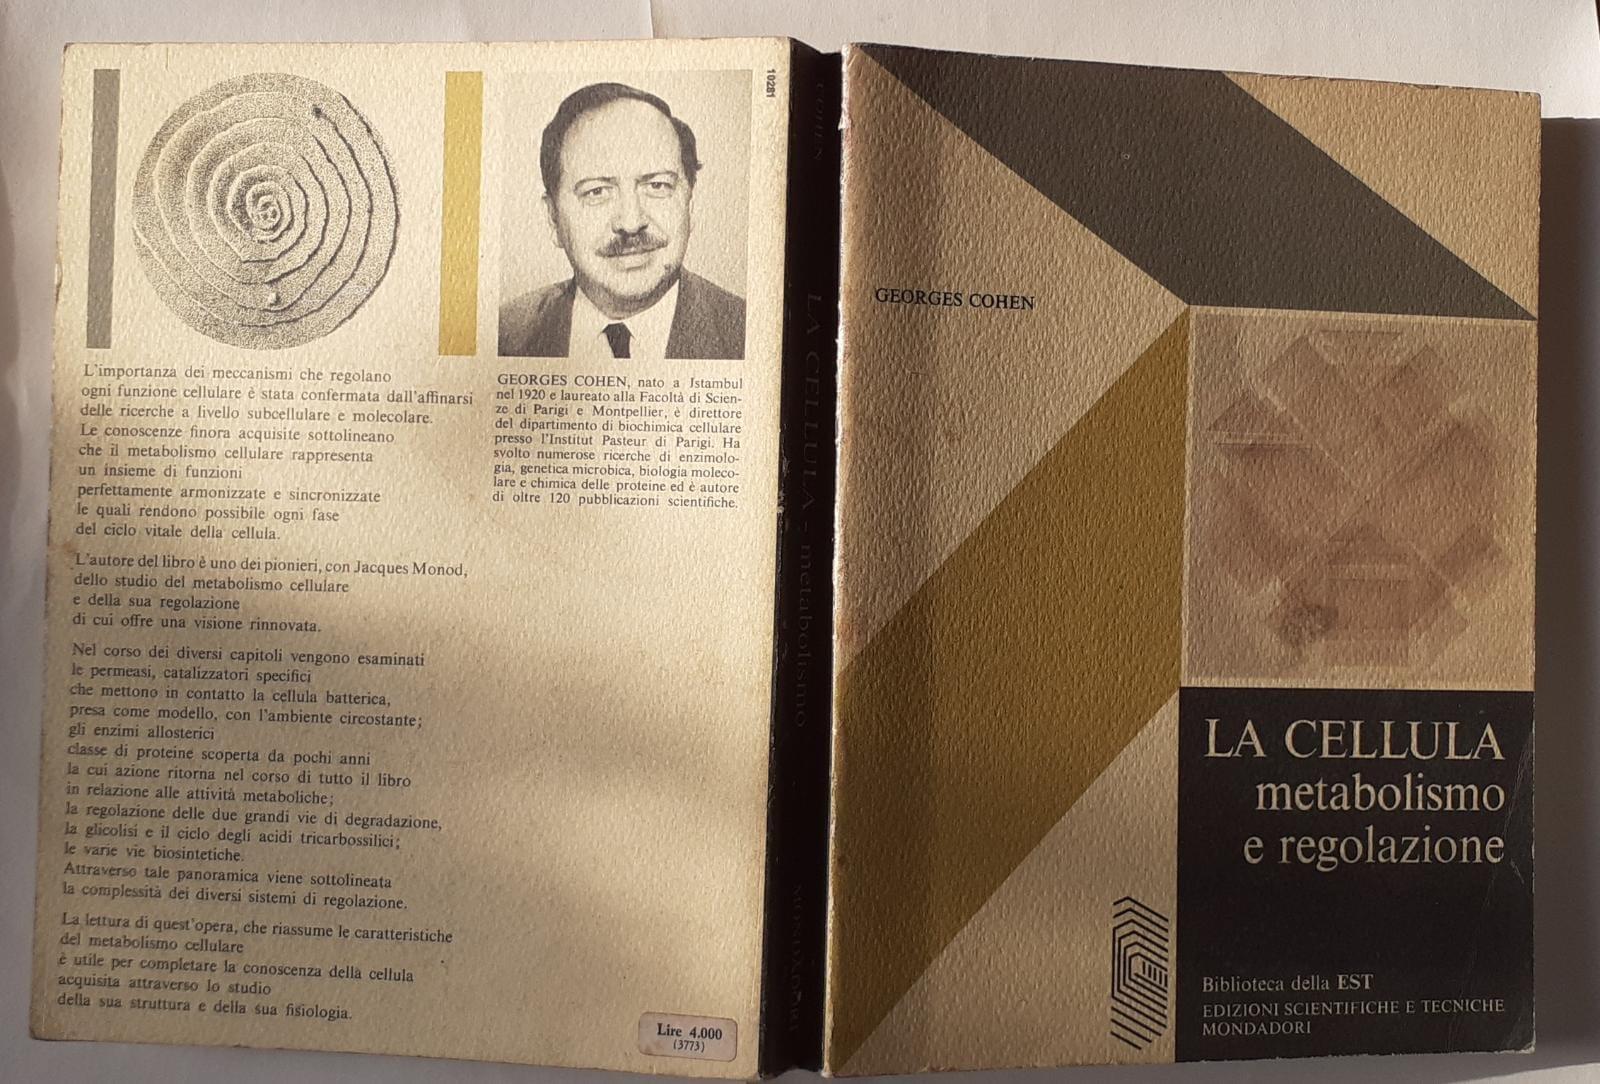 10281
L'importanza dei meccanismi che regolano
ogni funzione cellulare è stata confermata dall'affinarsi
delle ricerche a livello subcellulare e molecolare.
Le conoscenze finora acquisite sottolineano
che il metabolismo cellulare rappresenta
un insieme di funzioni
perfettamente armonizzate e sincronizzate
le quali rendono possibile ogni fase
del ciclo vitale della cellula.
L'autore del libro è uno dei pionieri, con Jacques Monod,
dello studio del metabolismo cellulare
e della sua regolazione
di cui offre una visione rinnovata.
Nel corso dei diversi capitoli vengono esaminati
le permeasi, catalizzatori specifici
che mettono in contatto la cellula batterica,
presa come modello, con l'ambiente circostante;
gli enzimi allosterici
classe di proteine scoperta da pochi anni
la cui azione ritorna nel corso di tutto il libro
in relazione alle attività metaboliche;
la regolazione delle due grandi vie di degradazione,
la glicolisi e il ciclo degli acidi tricarbossilici;
le varie vie biosintetiche.
Attraverso tale panoramica viene sottolineata
la complessità dei diversi sistemi di regolazione.
La lettura di quest'opera, che riassume le caratteristiche
del metabolismo cellulare
è utile per completare la conoscenza della cellula
acquisita attraverso lo studio
della sua struttura e della sua fisiologia.
GEORGES COHEN, nato a Istambul
nel 1920 e laureato alla Facoltà di Scien-
ze di Parigi e Montpellier, è direttore
del dipartimento di biochimica cellulare
presso l'Institut Pasteur di Parigi. Ha
svolto numerose ricerche di enzimolo-
gia, genetica microbica, biologia moleco-
lare e chimica delle proteine ed è autore
di oltre 120 pubblicazioni scientifiche.
Lire 4.000
(3773)
COHEN
LA CELLULA - metabolismo
MONDADORI
GEORGES COHEN
LA CELLULA
metabolismo
e regolazione
Biblioteca della EST
EDIZIONI SCIENTIFICHE E TECNICHE
MONDADORI